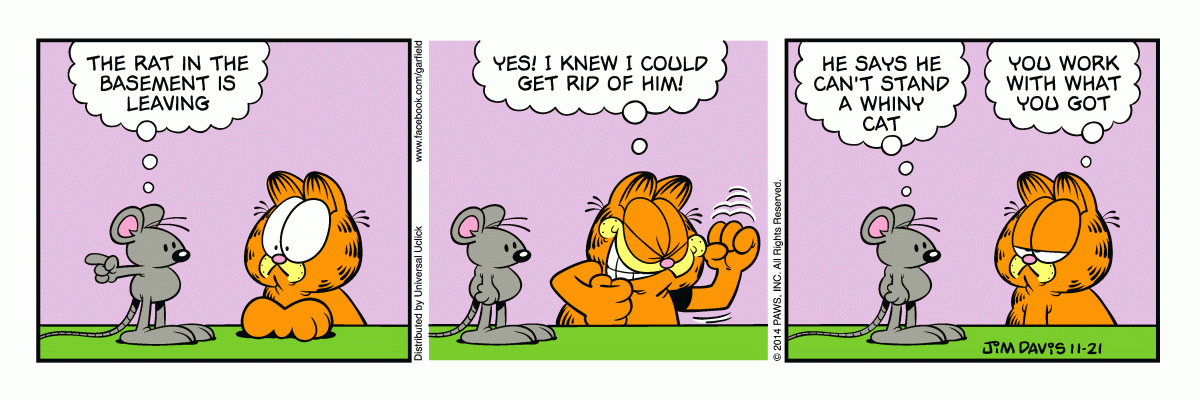 THE RAT IN THE
BASEMENT IS
LEAVING
www.facebook.com/garfield
Distributed by Universal Uclick
YES! I KNEW I COULD
GET RID OF HIM!
© 2014 PAWS, INC. All Rights Reserved.
HE SAYS HE
CAN'T STAND
A WHINY
CAT
YOU WORK
WITH WHAT
YOU GOT
JIM DAVIS 11-21